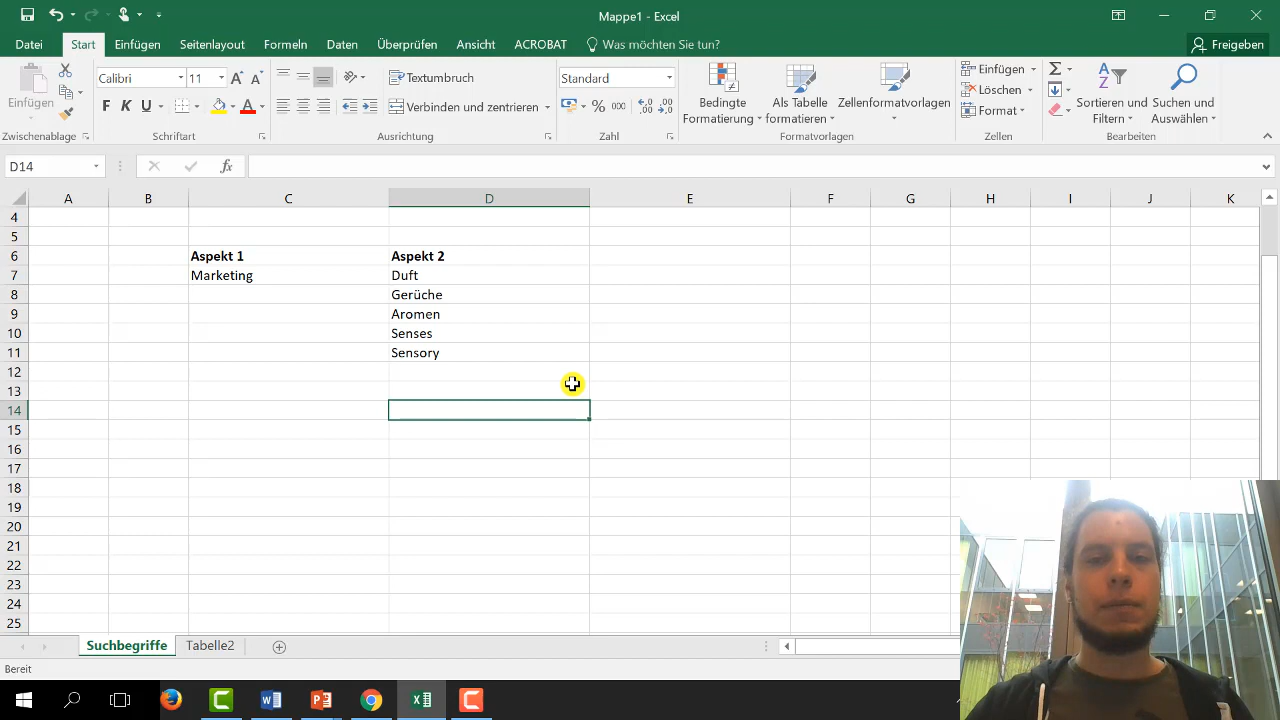 Mappe1 - Excel
Datei Start Einfügen Seitenlayout Formeln Daten Überprüfen Ansicht ACROBAT Was möchten Sie tun? Freigeben
Calibri 11 Textumbruch Standard Einfügen
Einfügen F K U A Verbinden und zentrieren % 000 Bedingte Formatierung Als Tabelle formatieren Zellenformatvorlagen Löschen Sortieren und Filtern Suchen und Auswählen
Format
Zwischenablage Schriftart Ausrichtung Zahl Formatvorlagen Zellen Bearbeiten
D14 fx
A B C D E F G H I J K
4
5
6 Aspekt 1 Aspekt 2
7 Marketing Duft
8 Gerüche
9 Aromen
10 Senses
11 Sensory
12
13
14
15
16
17
18
19
20
21
22
23
24
25
Suchbegriffe Tabelle2
Bereit